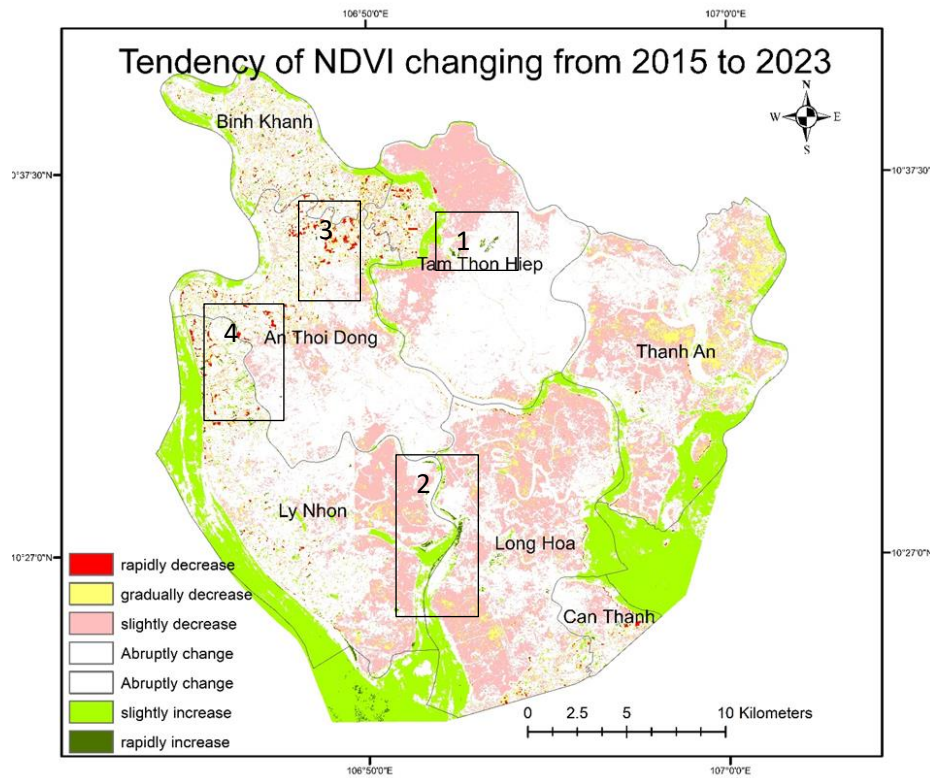 106°50'0"E
107°0'0"E
Tendency of NDVI changing from 2015 to 2023
N
W E
S
Binh Khanh
10°37'30"
10°37'30"
3
1
Tam Thon Hiep
4
An Thoi Dong
Thanh An
2
Ly Nhon
Long Hoa
10°27'0"
10°27'0"
Can Thanh
rapidly decrease
gradually decrease
slightly decrease
Abruptly change
Abruptly change
slightly increase
rapidly increase
0 2.5 5 10 Kilometers
106°50'0"E
107°0'0"E